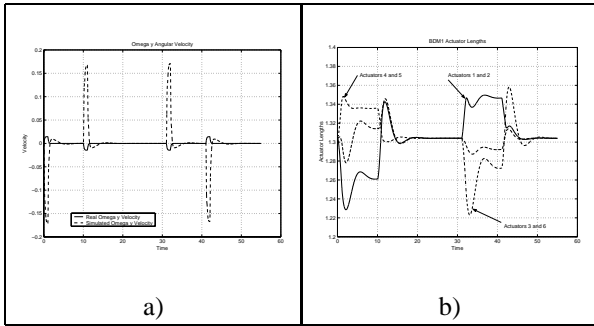 Omega y Angular Velocity
0.2
0.15
0.1
0.05
0
-0.05
-0.1
-0.15
-0.2
Velocity
Real Omega y Velocity
Simulated Omega y Velocity
0 10 20 30 40 50 60
Time
a)
BDM1 Actuator Lengths
1.4
1.38
1.36
1.34
1.32
1.3
1.28
1.26
1.24
1.22
1.2
Actuator Lengths
Actuators 4 and 5
Actuators 1 and 2
Actuators 3 and 6
0 10 20 30 40 50 60
Time
b)